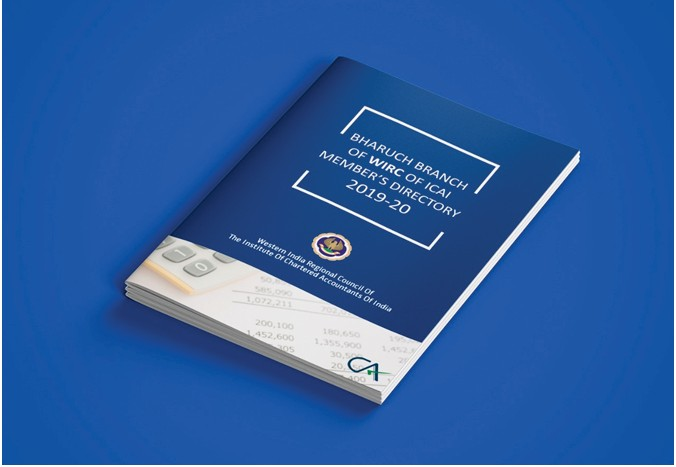 BHARUCH BRANCH
OF WIRC OF ICAI
MEMBER'S DIRECTORY
2019-20
Western India Regional Council Of
The Institute Of Chartered Accountants Of India
585,090
1,072,211
200,100 180,650
1,452,600 1,355,900
CA